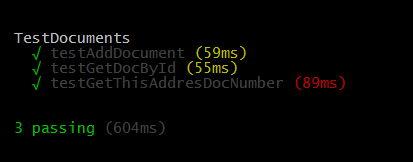 TestDocuments
√ testAddDocument (59ms)
√ testGetDocById (55ms)
√ testGetThisAddresDocNumber (89ms)
3 passing (604ms)